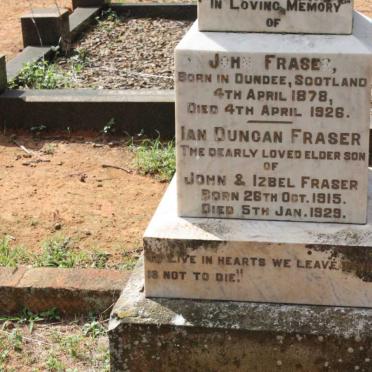 IN LOVING MEMORY
OF
JOHN FRASER,
BORN IN DUNDEE, SCOTLAND
4TH APRIL 1878,
DIED 4TH APRIL 1926.
IAN DUNCAN FRASER
THE DEARLY LOVED ELDER SON
OF
JOHN & IZBEL FRASER
BORN 26TH OCT. 1915.
DIED 5TH JAN. 1929.
LIVE IN HEARTS WE LEAVE
IS NOT TO DIE."